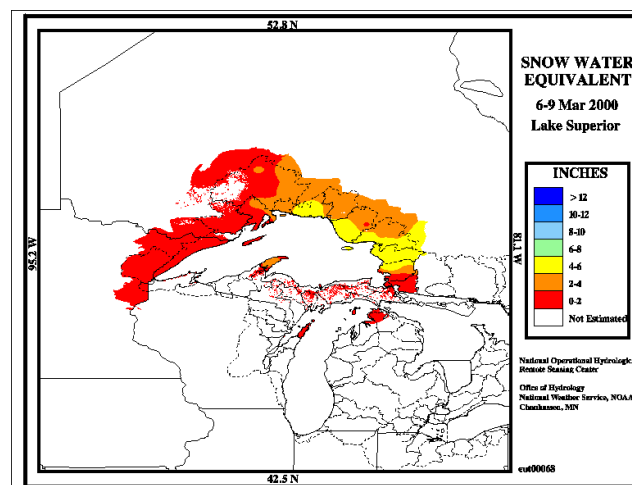 52.8 N
SNOW WATER
EQUIVALENT
6-9 Mar 2000
Lake Superior
INCHES
> 12
10-12
8-10
6-8
4-6
2-4
0-2
Not Estimated
95.2 W
81.1 W
National Operational Hydrologic
Remote Sensing Center
Office of Hydrology
National Weather Service, NOAA
Chanhassen, MN
42.5 N
cut00068